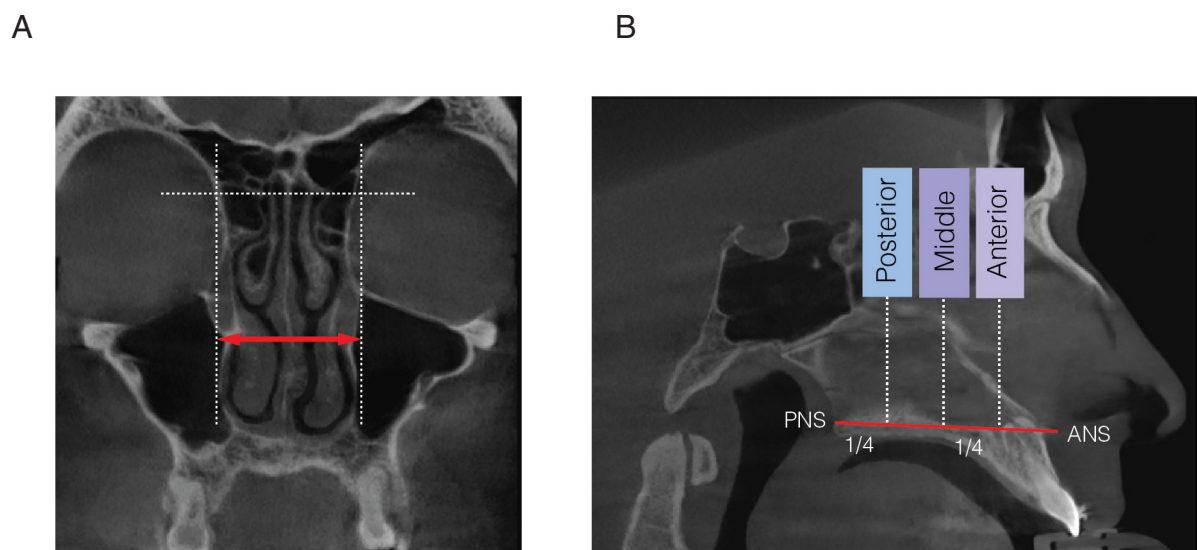 A
B
Posterior
Middle
Anterior
PNS
ANS
1/4
1/4